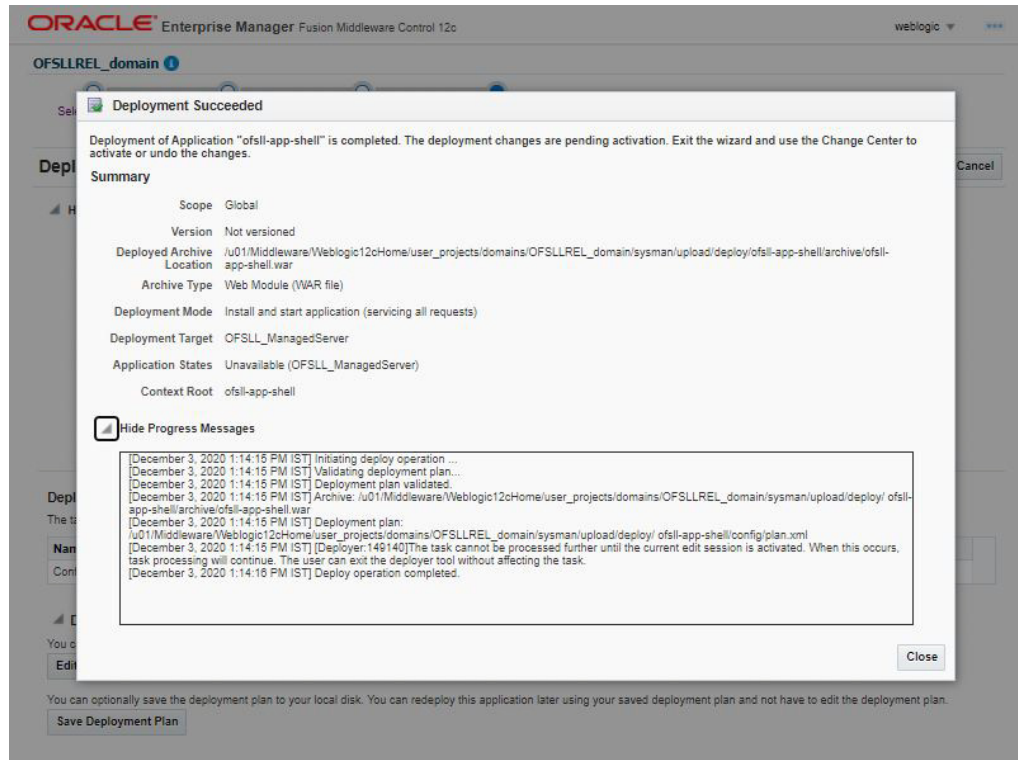 ORACLE Enterprise Manager Fusion Middleware Control 12c
weblogic
OFSLLREL_domain
Deployment Succeeded
Deployment of Application "ofsll-app-shell" is completed. The deployment changes are pending activation. Exit the wizard and use the Change Center to
activate or undo the changes.
Cancel
Summary
Scope Global
Version Not versioned
Deployed Archive /u01/Middleware/Weblogic12cHome/user_projects/domains/OFSLLREL_domain/sysman/upload/deploy/ofsll-app-shell/archive/ofsll-
Location app-shell.war
Archive Type Web Module (WAR file)
Deployment Mode Install and start application (servicing all requests)
Deployment Target OFSLL_ManagedServer
Application States Unavailable (OFSLL_ManagedServer)
Context Root ofsll-app-shell
Hide Progress Messages
[December 3, 2020 1:14:15 PM IST] Initiating deploy operation ...
[December 3, 2020 1:14:15 PM IST] Validating deployment plan...
[December 3, 2020 1:14:15 PM IST] Deployment plan validated.
[December 3, 2020 1:14:15 PM IST] Archive: /u01/Middleware/Weblogic12cHome/user_projects/domains/OFSLLREL_domain/sysman/upload/deploy/ ofsll-
app-shell/archive/ofsll-app-shell.war
[December 3, 2020 1:14:15 PM IST] Deployment plan:
/u01/Middleware/Weblogic12cHome/user_projects/domains/OFSLLREL_domain/sysman/upload/deploy/ ofsll-app-shell/config/plan.xml
[December 3, 2020 1:14:15 PM IST] [Deployer:149140]The task cannot be processed further until the current edit session is activated. When this occurs,
task processing will continue. The user can exit the deployer tool without affecting the task.
[December 3, 2020 1:14:16 PM IST] Deploy operation completed.
Close
You can optionally save the deployment plan to your local disk. You can redeploy this application later using your saved deployment plan and not have to edit the deployment plan.
Save Deployment Plan